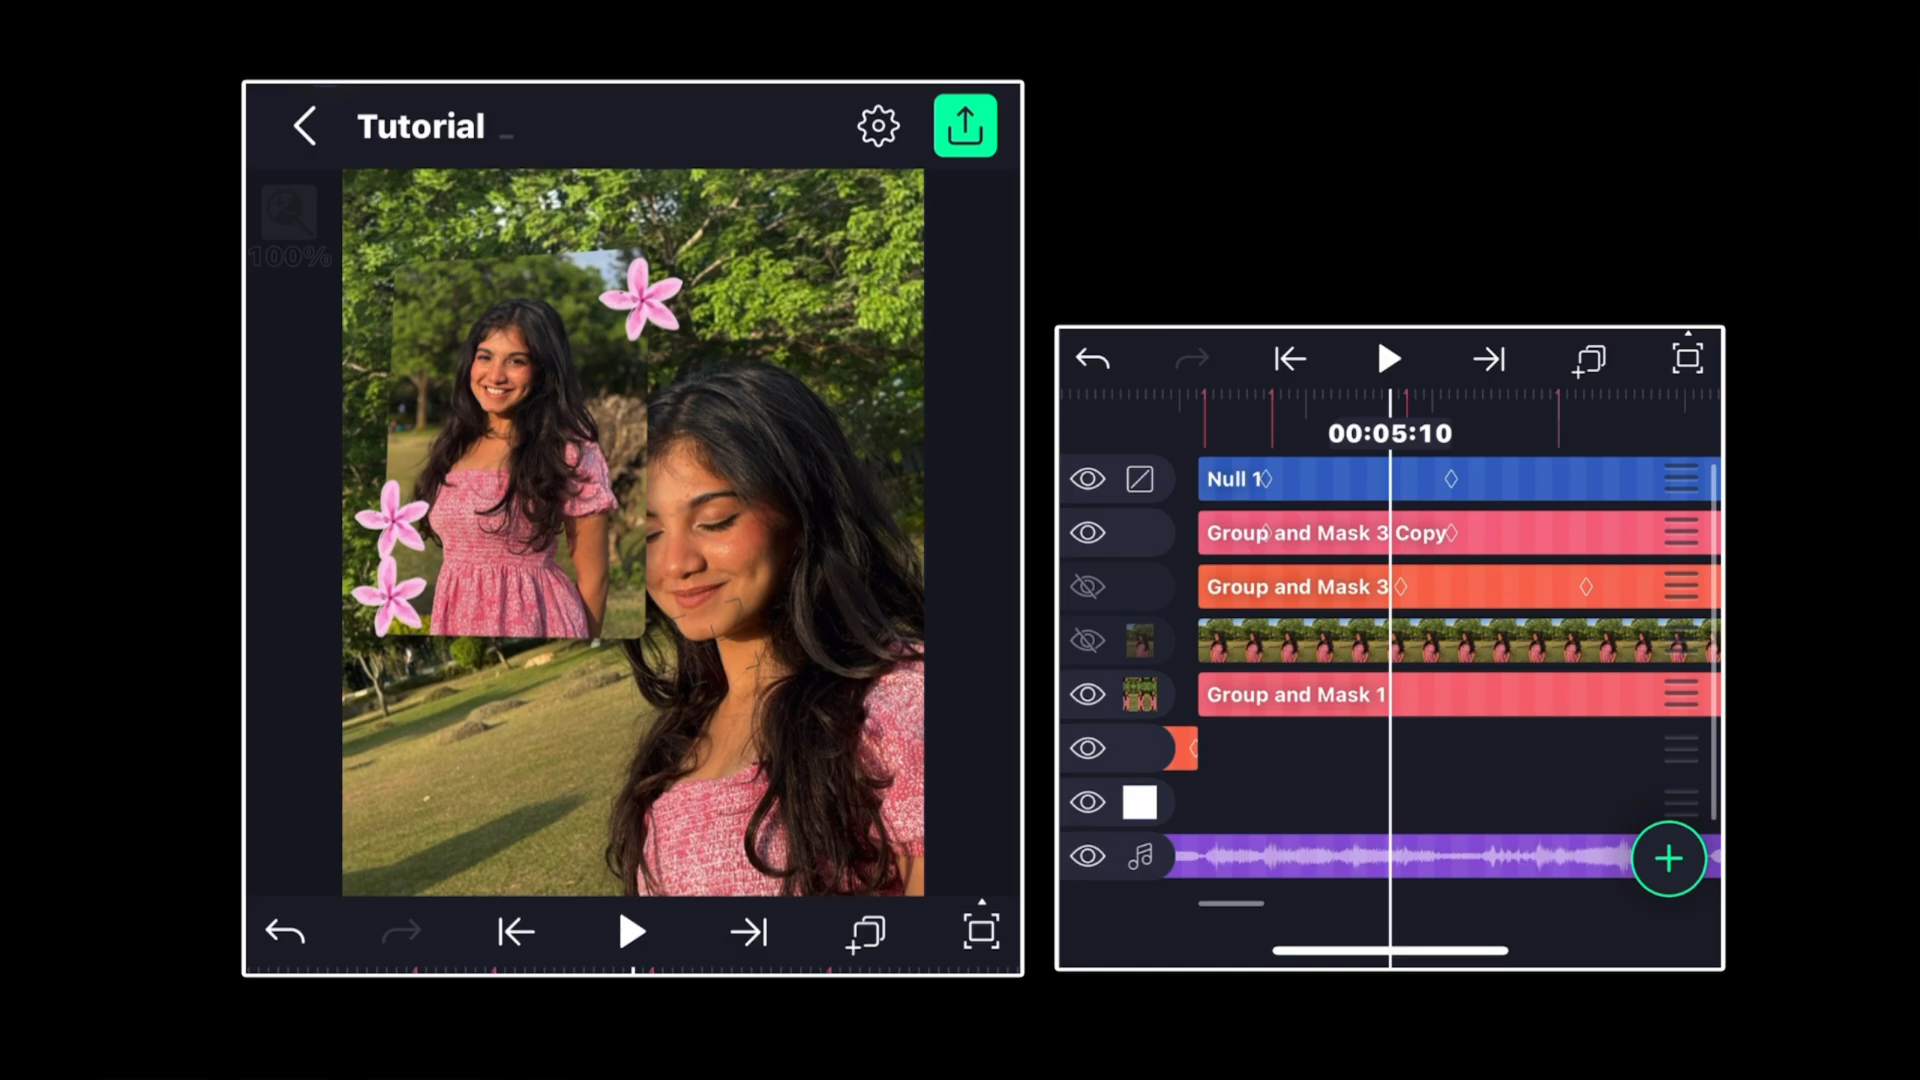 Tutorial
100%
00:05:10
Null 1
Group and Mask 3 Copy
Group and Mask 3
Group and Mask 1